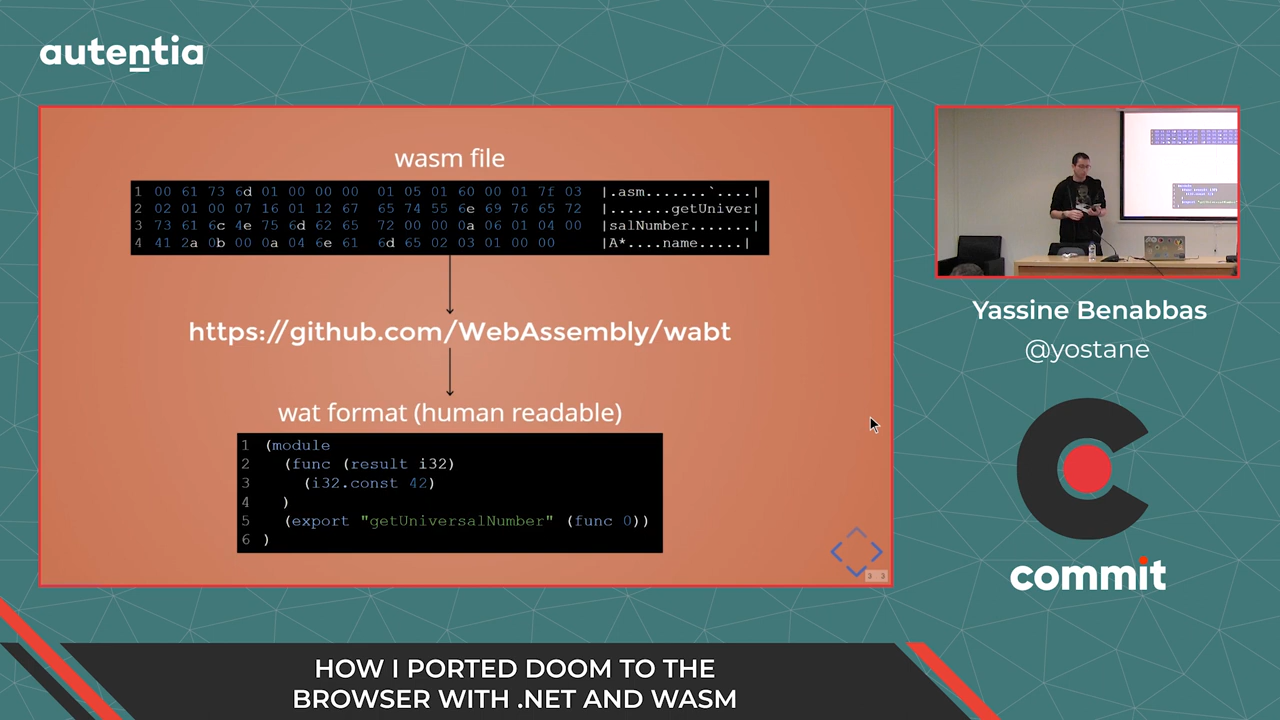 autentia
wasm file
1 00 61 73 6d 01 00 00 00 01 05 01 60 00 01 7f 03 |.asm.......`....|
2 02 01 00 07 16 01 12 67 65 74 55 6e 69 76 65 72 |.......getUniver|
3 73 61 6c 4e 75 6d 62 65 72 00 00 0a 06 01 04 00 |salNumber.......|
4 41 2a 0b 00 0a 04 6e 61 6d 65 02 03 01 00 00 |A*....name.....|
https://github.com/WebAssembly/wabt
wat format (human readable)
1 (module
2 (func (result i32)
3 (i32.const 42)
4 )
5 (export "getUniversalNumber" (func 0))
6 )
Yassine Benabbas
@yostane
commit
HOW I PORTED DOOM TO THE
BROWSER WITH .NET AND WASM